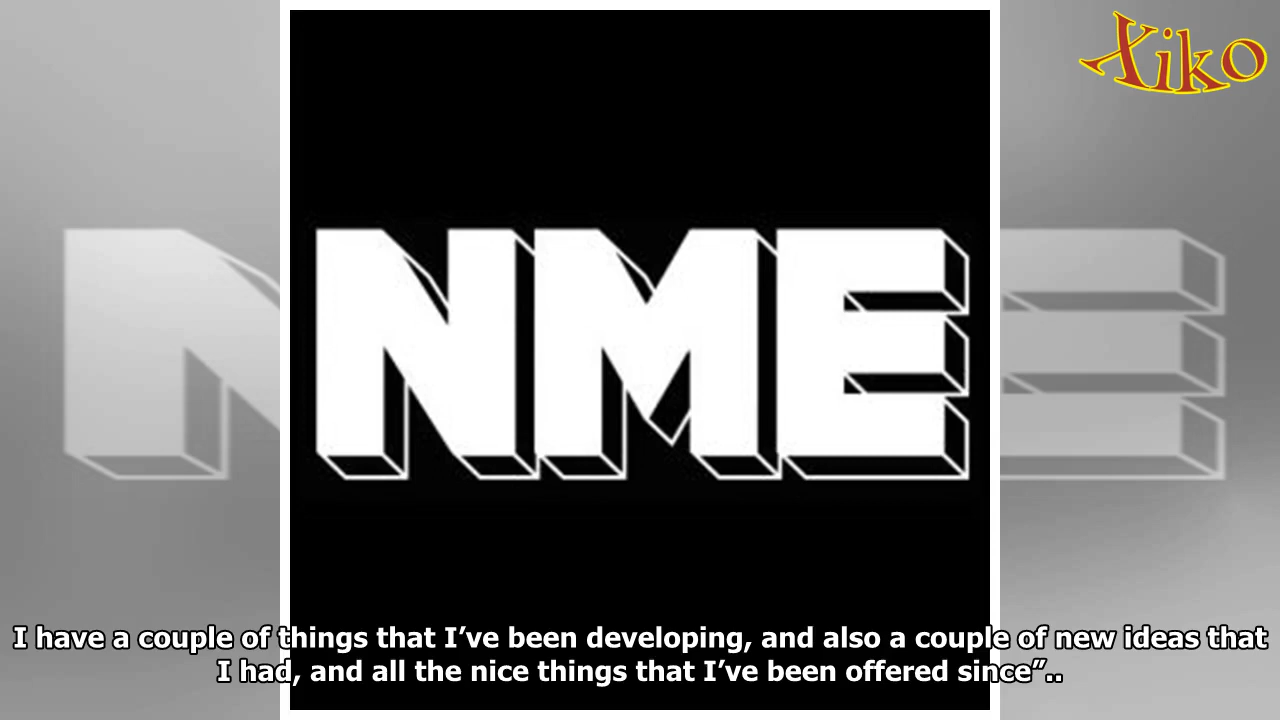 Xiko
NME
I have a couple of things that I’ve been developing, and also a couple of new ideas that
I had, and all the nice things that I’ve been offered since”..